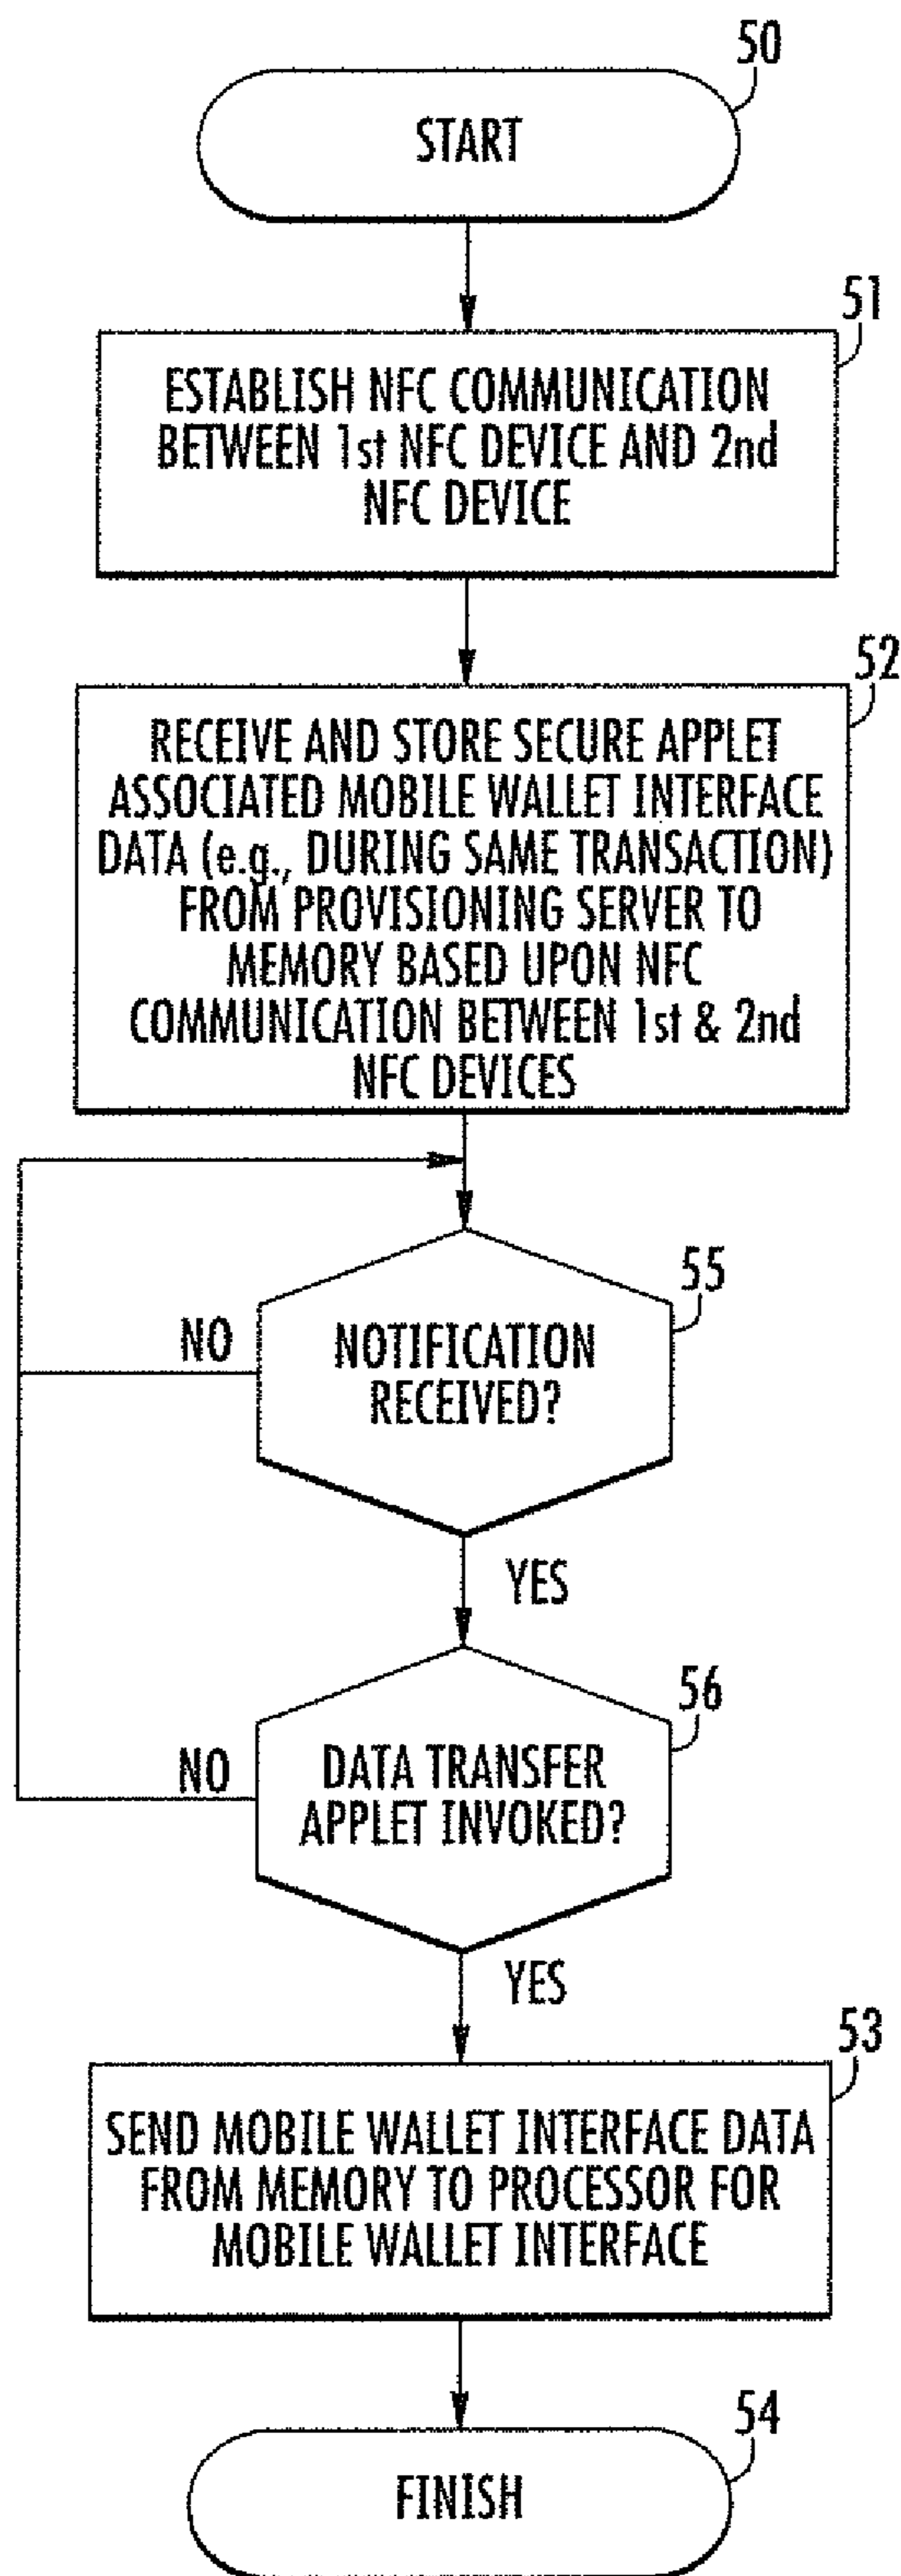 50
START
51
ESTABLISH NFC COMMUNICATION
BETWEEN 1st NFC DEVICE AND 2nd
NFC DEVICE
52
RECEIVE AND STORE SECURE APPLET
ASSOCIATED MOBILE WALLET INTERFACE
DATA (e.g., DURING SAME TRANSACTION)
FROM PROVISIONING SERVER TO
MEMORY BASED UPON NFC
COMMUNICATION BETWEEN 1st & 2nd
NFC DEVICES
55
NO
NOTIFICATION
RECEIVED?
YES
56
NO
DATA TRANSFER
APPLET INVOKED?
YES
53
SEND MOBILE WALLET INTERFACE DATA
FROM MEMORY TO PROCESSOR FOR
MOBILE WALLET INTERFACE
54
FINISH